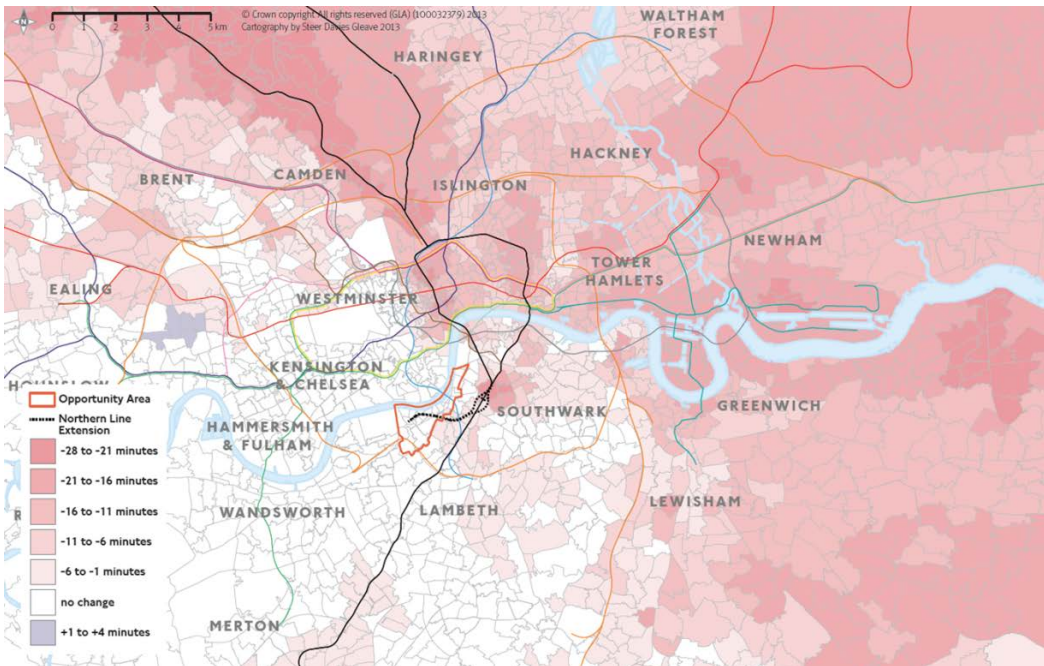 © Crown copyright. All rights reserved (GLA) (100032379) 2013
Cartography by Steer Davies Gleave 2013
N
0 1 2 3 4 5 km
WALTHAM
FOREST
HARINGEY
HACKNEY
BRENT
CAMDEN
ISLINGTON
NEWHAM
TOWER
HAMLETS
EALING
WESTMINSTER
KENSINGTON
& CHELSEA
HOUNSLOW
SOUTHWARK
GREENWICH
HAMMERSMITH
& FULHAM
WANDSWORTH
LAMBETH
LEWISHAM
MERTON
Opportunity Area
Northern Line
Extension
-28 to -21 minutes
-21 to -16 minutes
-16 to -11 minutes
-11 to -6 minutes
-6 to -1 minutes
no change
+1 to +4 minutes